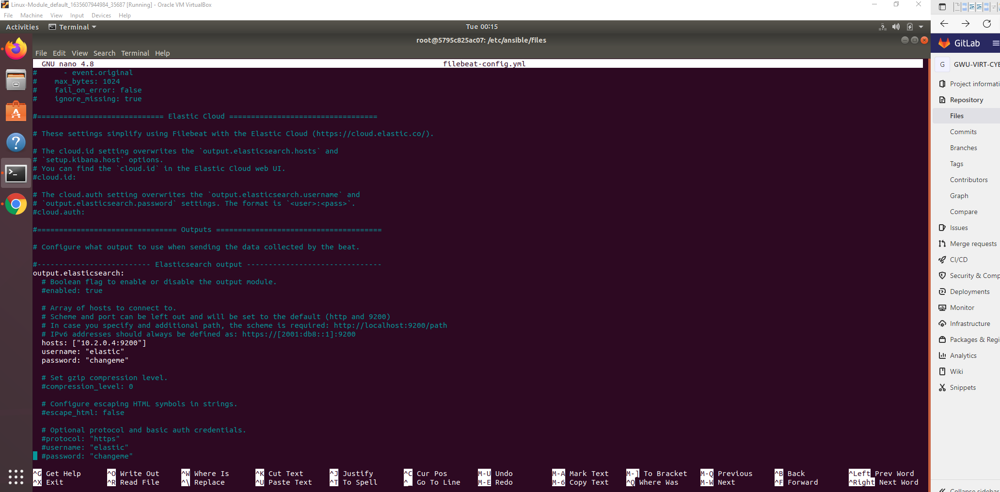 Linux-Module_default_1635607944984_35687 [Running] - Oracle VM VirtualBox
File Machine View Input Devices Help
Activities Terminal Tue 00:15
root@5795c825ac07: /etc/ansible/files
File Edit View Search Terminal Help
GNU nano 4.8 filebeat-config.yml
#      - event.original
#    max_bytes: 1024
#    fail_on_error: false
#    ignore_missing: true
#============================= Elastic Cloud ==================================
# These settings simplify using Filebeat with the Elastic Cloud (https://cloud.elastic.co/).
# The cloud.id setting overwrites the `output.elasticsearch.hosts` and
# `setup.kibana.host` options.
# You can find the `cloud.id` in the Elastic Cloud web UI.
#cloud.id:
# The cloud.auth setting overwrites the `output.elasticsearch.username` and
# `output.elasticsearch.password` settings. The format is `<user>:<pass>`.
#cloud.auth:
#================================ Outputs ======================================
# Configure what output to use when sending the data collected by the beat.
#-------------------------- Elasticsearch output -------------------------------
output.elasticsearch:
  # Boolean flag to enable or disable the output module.
  #enabled: true
  # Array of hosts to connect to.
  # Scheme and port can be left out and will be set to the default (http and 9200)
  # In case you specify and additional path, the scheme is required: http://localhost:9200/path
  # IPv6 addresses should always be defined as: https://[2001:db8::1]:9200
  hosts: ["10.2.0.4:9200"]
  username: "elastic"
  password: "changeme"
  # Set gzip compression level.
  #compression_level: 0
  # Configure escaping HTML symbols in strings.
  #escape_html: false
  # Optional protocol and basic auth credentials.
  #protocol: "https"
  #username: "elastic"
  #password: "changeme"
^G Get Help ^O Write Out ^W Where Is ^K Cut Text ^J Justify ^C Cur Pos M-U Undo M-A Mark Text M-] To Bracket M-Q Previous ^B Back ^Left Prev Word
^X Exit ^R Read File ^\ Replace ^U Paste Text ^T To Spell ^_ Go To Line M-E Redo M-6 Copy Text ^Q Where Was M-W Next ^F Forward ^Right Next Word
GitLab
G GWU-VIRT-CYB
Project informati
Repository
Files
Commits
Branches
Tags
Contributors
Graph
Compare
Issues
Merge requests
CI/CD
Security & Comp
Deployments
Monitor
Infrastructure
Packages & Regi
Analytics
Wiki
Snippets
Collapse sidebar